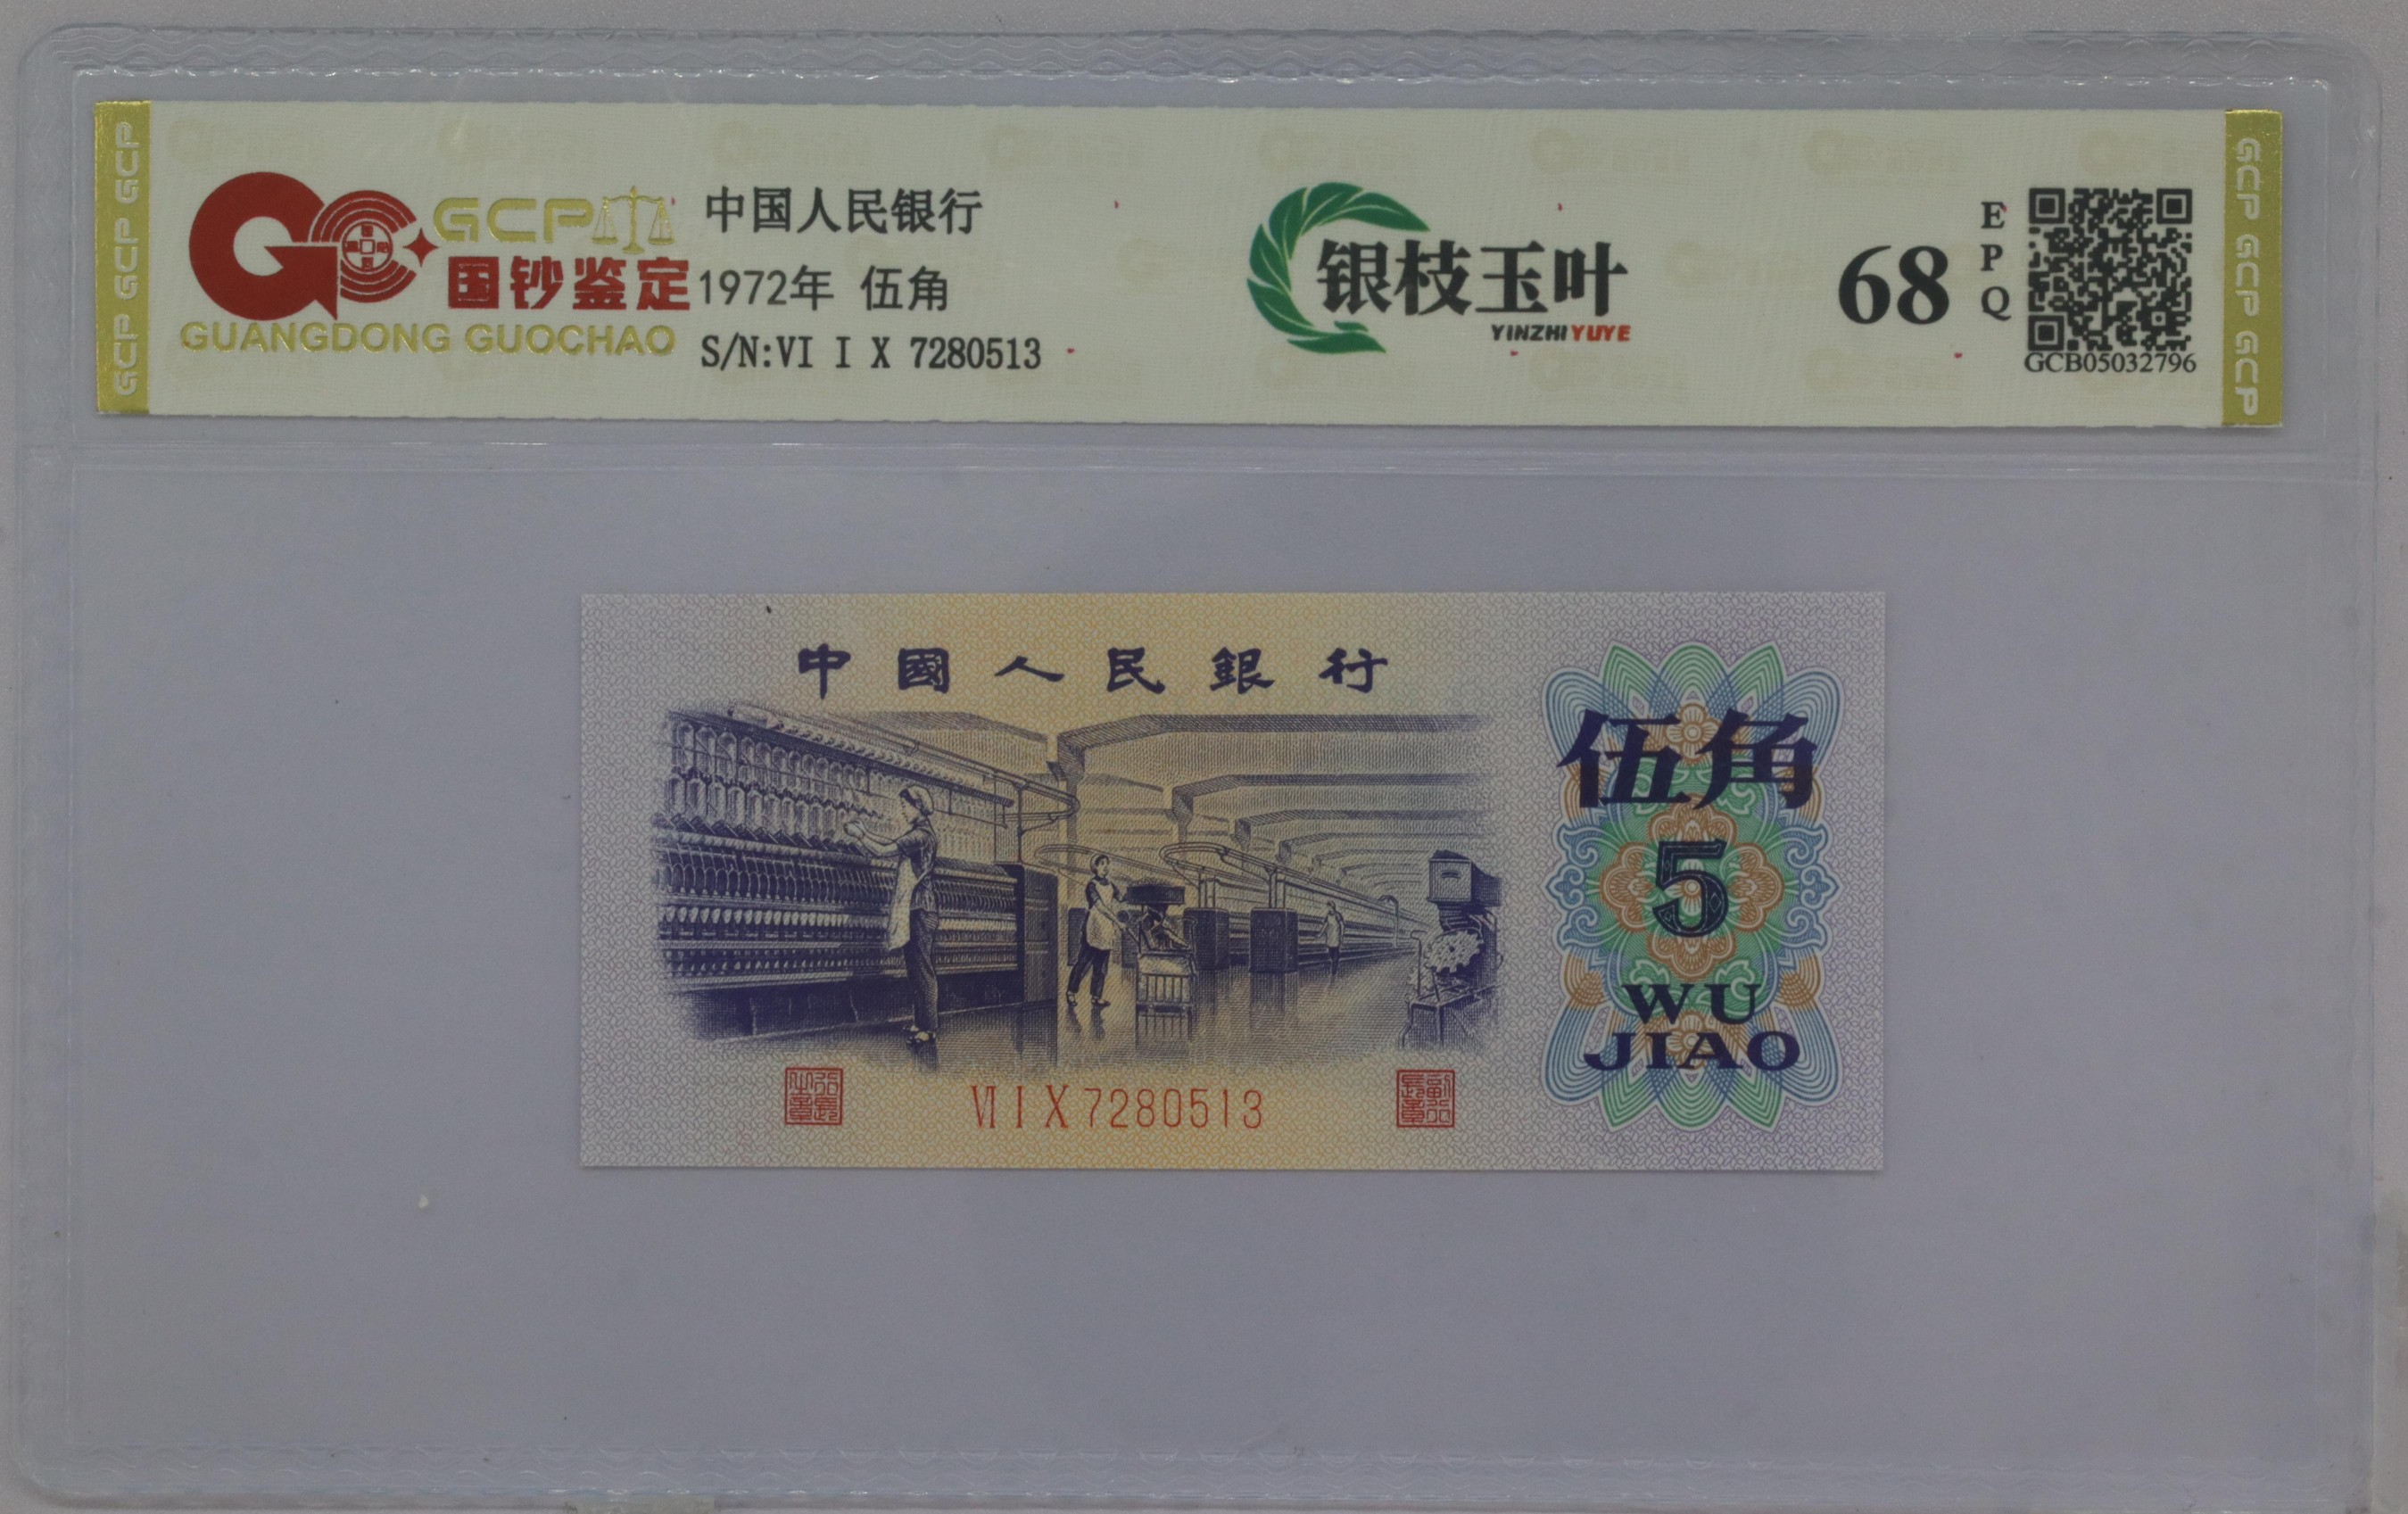 GCP GCP GCP
GCP
国钞鉴定
GUANGDONG GUOCHAO
中国人民银行
1972年 伍角
S/N:VI I X 7280513
银枝玉叶
YINZHIYUYE
68
EPQ
GCB05032796
GCP GCP GCP
中國人民銀行
伍角
5
WU
JIAO
VI I X 7280513